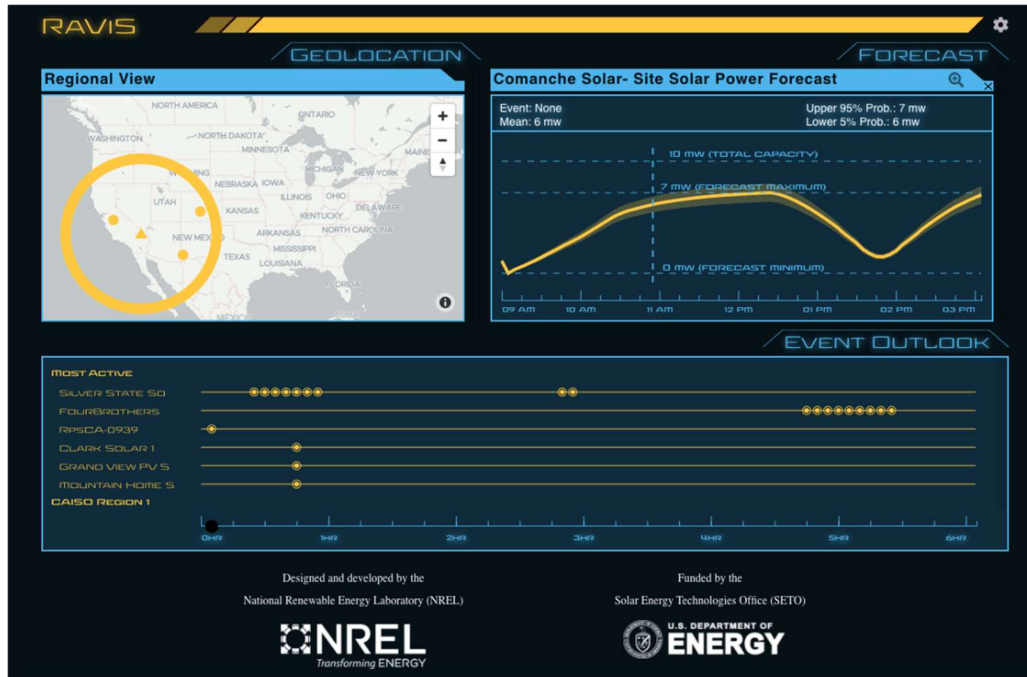 RAVIS
GEOLOCATION
FORECAST
Regional View
Comanche Solar- Site Solar Power Forecast
NORTH AMERICA
ONTARIO
WASHINGTON
NORTH DAKOTA
MINNESOTA
MAINE
MICHIGAN
NEW YORK
NEBRASKA
IOWA
UTAH
ILLINOIS
OHIO
KANSAS
DELAWARE
KENTUCKY
NEW MEXICO
ARKANSAS
NORTH CAROLINA
MISSISSIPPI
TEXAS
LOUISIANA
FLORIDA
MEXICO
Event: None
Upper 95% Prob.: 7 mw
Mean: 6 mw
Lower 5% Prob.: 6 mw
10 MW (TOTAL CAPACITY)
7 MW (FORECAST MAXIMUM)
0 MW (FORECAST MINIMUM)
09 AM 10 AM 11 AM 12 PM 01 PM 02 PM 03 PM
EVENT OUTLOOK
MOST ACTIVE
SILVER STATE SO
FOURBROTHERS
RPSCA-0939
CLARK SOLAR 1
GRAND VIEW PV S
MOUNTAIN HOME S
CAISO REGION 1
0HR 1HR 2HR 3HR 4HR 5HR 6HR
Designed and developed by the
National Renewable Energy Laboratory (NREL)
Funded by the
Solar Energy Technologies Office (SETO)
NREL
Transforming ENERGY
U.S. DEPARTMENT OF
ENERGY